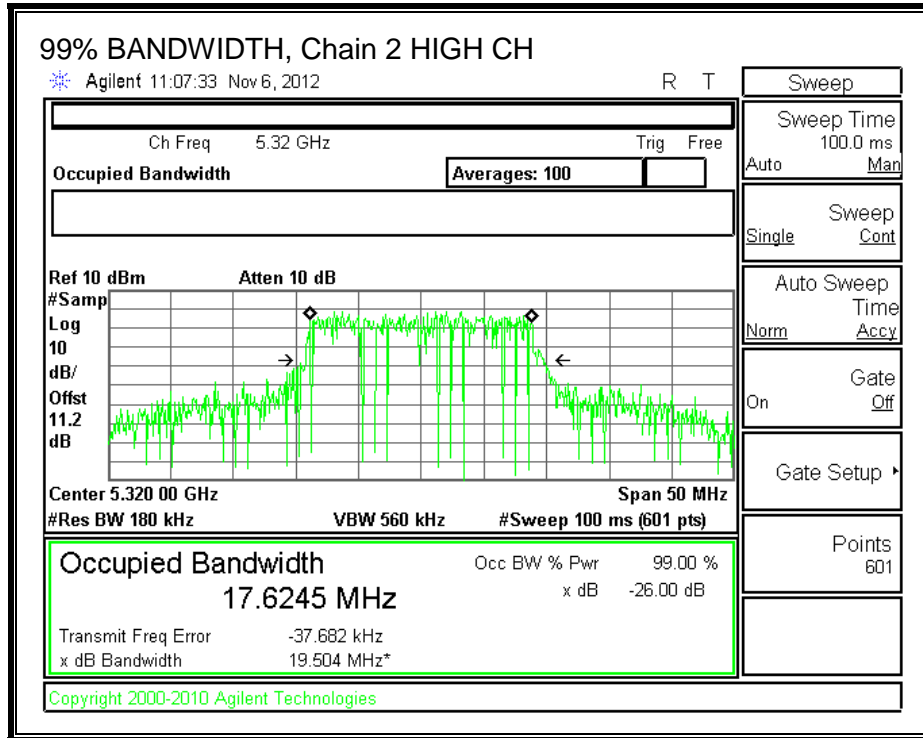 99% BANDWIDTH, Chain 2 HIGH CH
Agilent 11:07:33 Nov 6, 2012 R T
Ch Freq 5.32 GHz Trig Free
Occupied Bandwidth Averages: 100
Ref 10 dBm Atten 10 dB
#Samp
Log
10
dB/
Offst
11.2
dB
Center 5.320 00 GHz Span 50 MHz
#Res BW 180 kHz VBW 560 kHz #Sweep 100 ms (601 pts)
Occupied Bandwidth Occ BW % Pwr 99.00 %
17.6245 MHz x dB -26.00 dB
Transmit Freq Error -37.682 kHz
x dB Bandwidth 19.504 MHz*
Copyright 2000-2010 Agilent Technologies
Sweep
Sweep Time
100.0 ms
Auto Man
Sweep
Single Cont
Auto Sweep
Time
Norm Accy
Gate
On Off
Gate Setup
Points
601